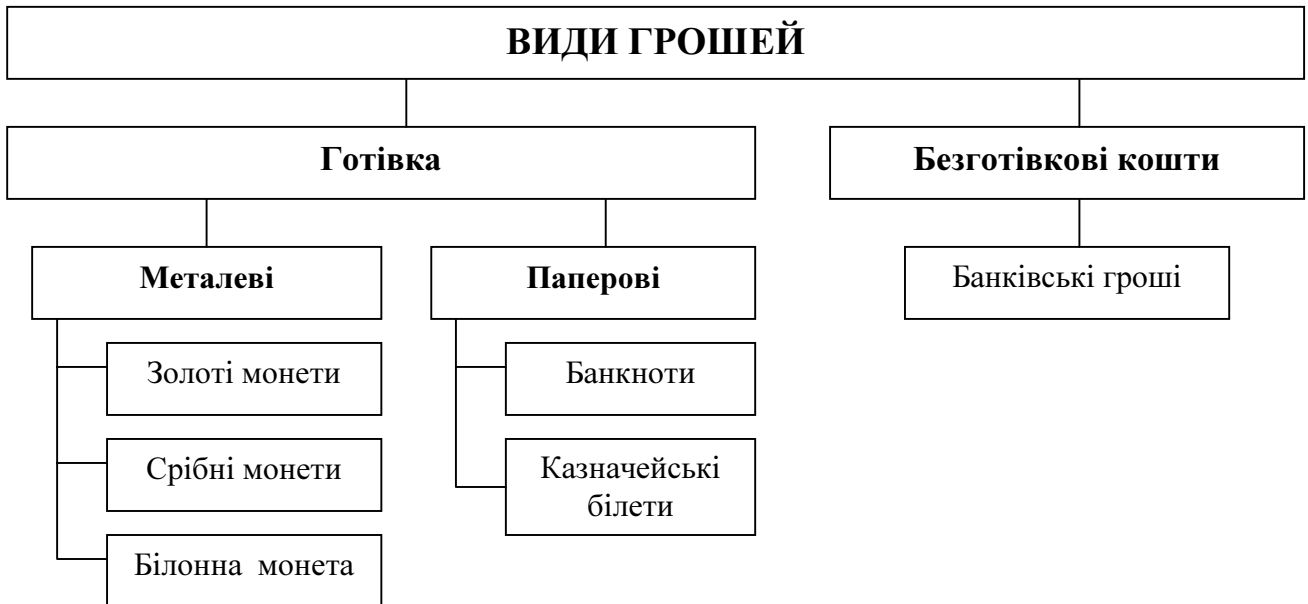 ВИДИ ГРОШЕЙ
Готівка
Безготівкові кошти
Металеві
Паперові
Банківські гроші
Золоті монети
Банкноти
Срібні монети
Казначейські
білети
Білонна монета